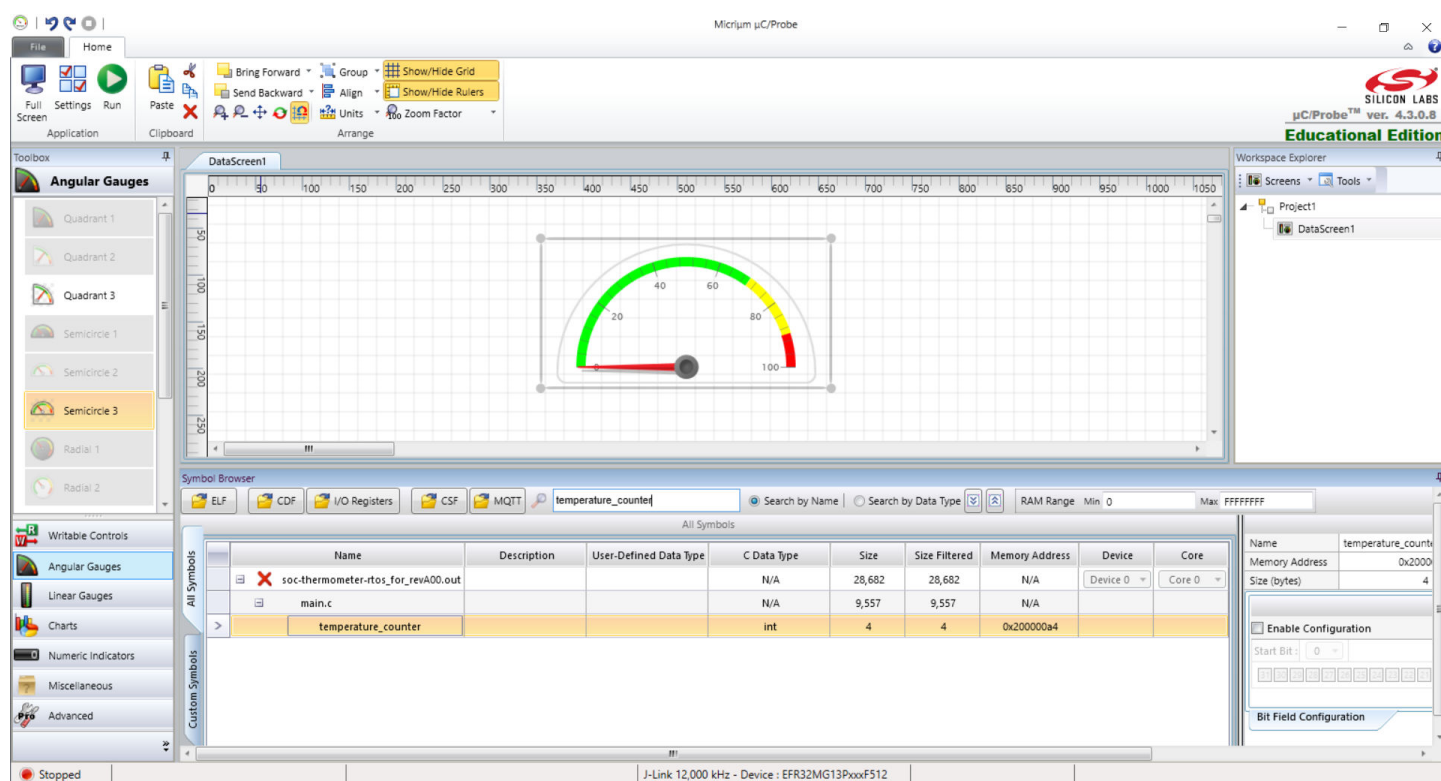 Micriµm µC/Probe
File
Home
Full Screen
Settings
Run
Application
Paste
Clipboard
Bring Forward
Group
Show/Hide Grid
Send Backward
Align
Show/Hide Rulers
Units
100
Zoom Factor
Arrange
SILICON LABS
µC/Probe™ ver. 4.3.0.8
Educational Edition
Toolbox
Angular Gauges
Quadrant 1
Quadrant 2
Quadrant 3
Semicircle 1
Semicircle 2
Semicircle 3
Radial 1
Radial 2
Writable Controls
Angular Gauges
Linear Gauges
Charts
Numeric Indicators
Miscellaneous
Pro
Advanced
DataScreen1
0 50 100 150 200 250 300 350 400 450 500 550 600 650 700 750 800 850 900 950 1000 1050
50
100
150
200
250
0 20 40 60 80 100
Workspace Explorer
Screens Tools
Project1
DataScreen1
Symbol Browser
ELF CDF I/O Registers CSF MQTT temperature_counter Search by Name Search by Data Type RAM Range Min 0 Max FFFFFFFF
All Symbols
All Symbols
Custom Symbols
Name Description User-Defined Data Type C Data Type Size Size Filtered Memory Address Device Core
soc-thermometer-rtos_for_revA00.out N/A 28,682 28,682 N/A Device 0 Core 0
main.c N/A 9,557 9,557 N/A
temperature_counter int 4 4 0x200000a4
Name temperature_counte
Memory Address 0x2000
Size (bytes) 4
Enable Configuration
Start Bit : 0
Bit Field Configuration
Stopped
J-Link 12,000 kHz - Device : EFR32MG13PxxxF512